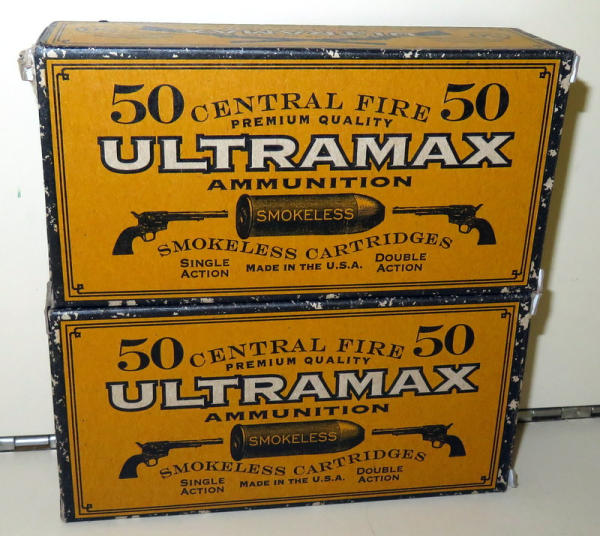 50 CENTRAL FIRE 50
PREMIUM QUALITY
ULTRAMAX
AMMUNITION
SMOKELESS
SMOKELESS CARTRIDGES
SINGLE ACTION MADE IN THE U.S.A. DOUBLE ACTION
50 CENTRAL FIRE 50
PREMIUM QUALITY
ULTRAMAX
AMMUNITION
SMOKELESS
SMOKELESS CARTRIDGES
SINGLE ACTION MADE IN THE U.S.A. DOUBLE ACTION